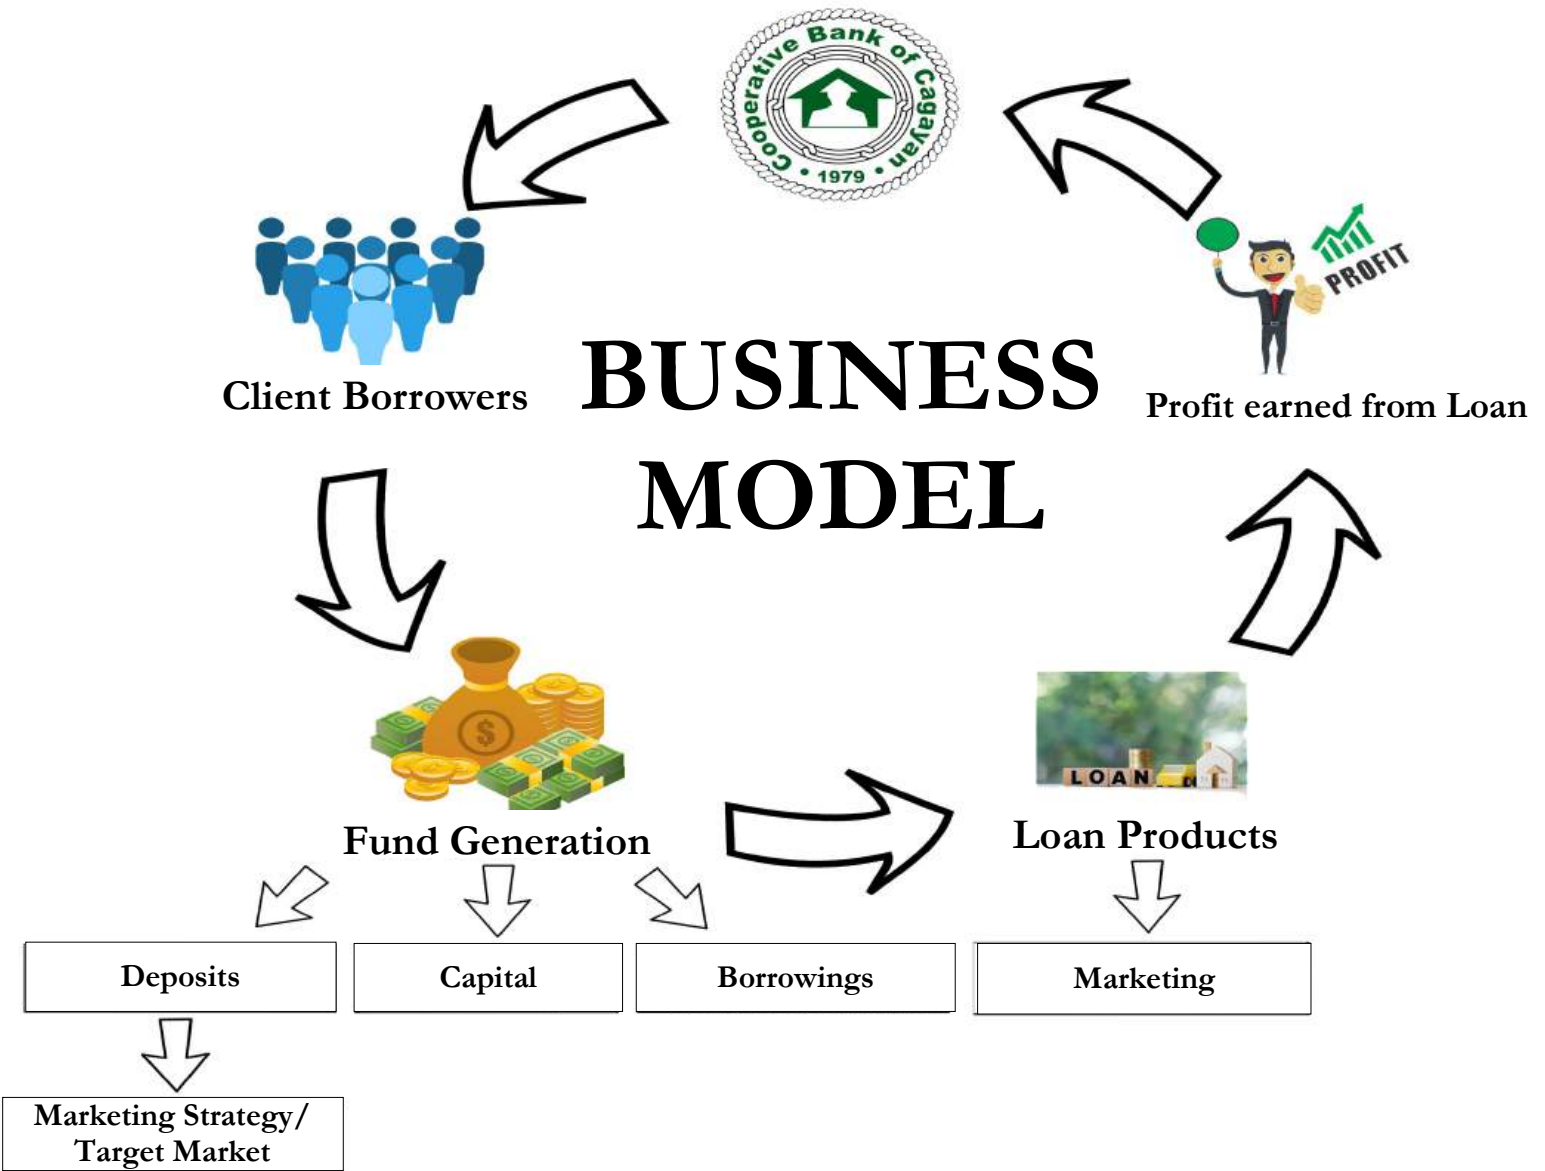 Cooperative Bank of Cagayan
• 1979 •
PROFIT
Client Borrowers
BUSINESS
MODEL
Profit earned from Loan
$
LOAN
Fund Generation
Loan Products
Deposits
Capital
Borrowings
Marketing
Marketing Strategy/
Target Market